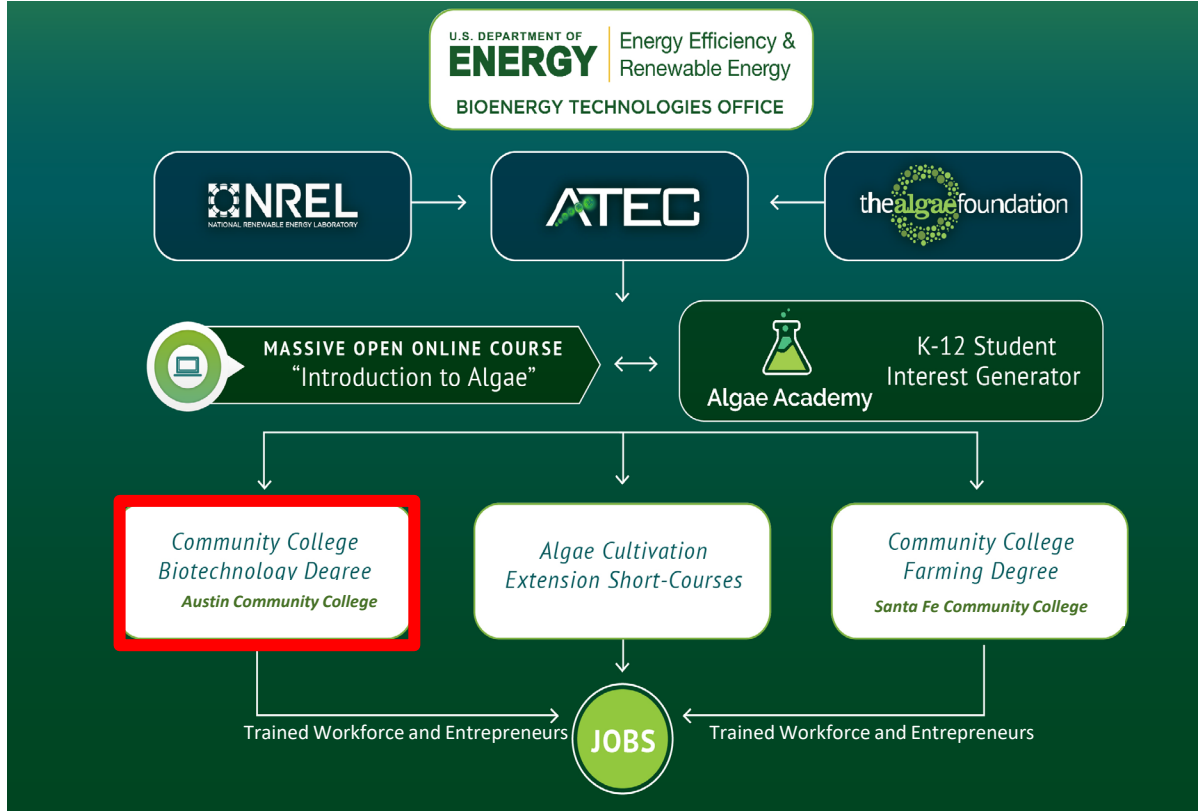 U.S. DEPARTMENT OF
ENERGY
Energy Efficiency &
Renewable Energy
BIOENERGY TECHNOLOGIES OFFICE
NREL
NATIONAL RENEWABLE ENERGY LABORATORY
ATEC
thealgaefoundation
MASSIVE OPEN ONLINE COURSE
“Introduction to Algae”
Algae Academy
K-12 Student
Interest Generator
Community College
Biotechnology Degree
Austin Community College
Algae Cultivation
Extension Short-Courses
Community College
Farming Degree
Santa Fe Community College
Trained Workforce and Entrepreneurs
JOBS
Trained Workforce and Entrepreneurs